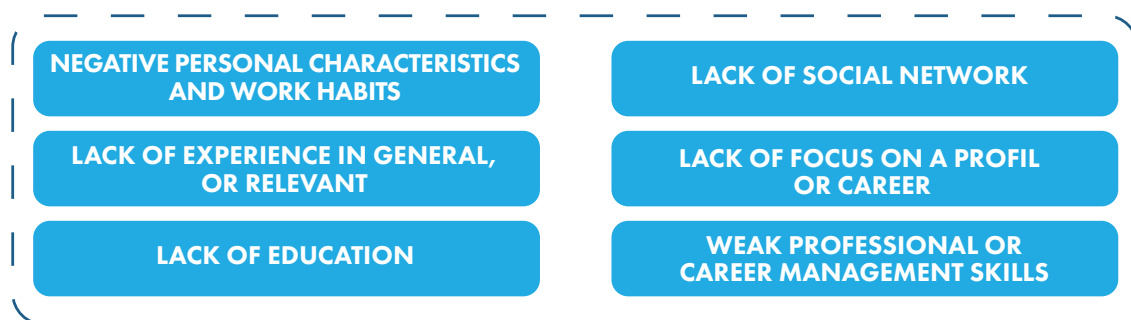 NEGATIVE PERSONAL CHARACTERISTICS
AND WORK HABITS
LACK OF SOCIAL NETWORK
LACK OF EXPERIENCE IN GENERAL,
OR RELEVANT
LACK OF FOCUS ON A PROFIL
OR CAREER
LACK OF EDUCATION
WEAK PROFESSIONAL OR
CAREER MANAGEMENT SKILLS